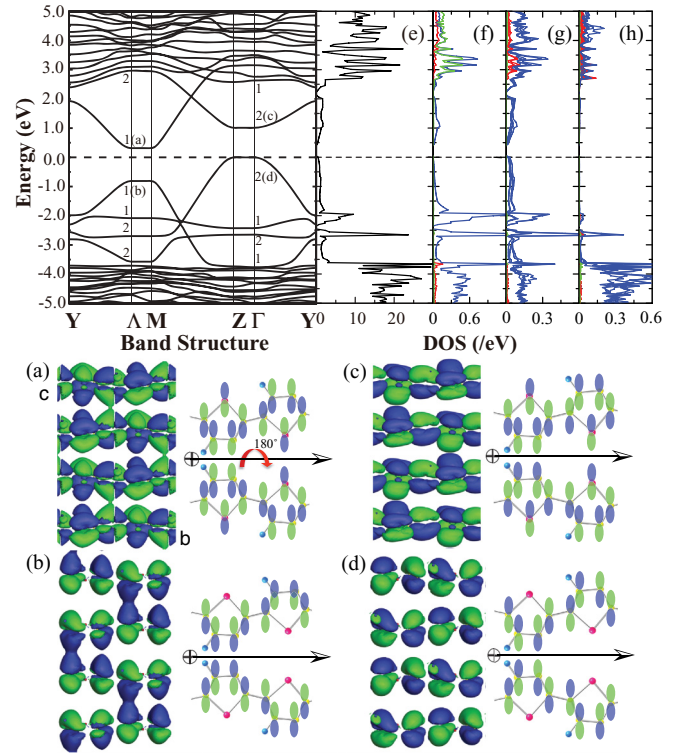 5.0 (e) (f) (g) (h)
4.0
3.0 2 1
2.0 2(c)
1.0 1(a)
0.0
-1.0 1(b) 2(d)
-2.0 1 1
-3.0 2 2
-4.0 2 1
5.0
Energy (eV)
Y Λ M Z Γ Y 0 10 20 0 0.3 0 0.3 0 0.3 0.6
Band Structure DOS (/eV)
(a) (c)
c
180°
b
(b) (d)